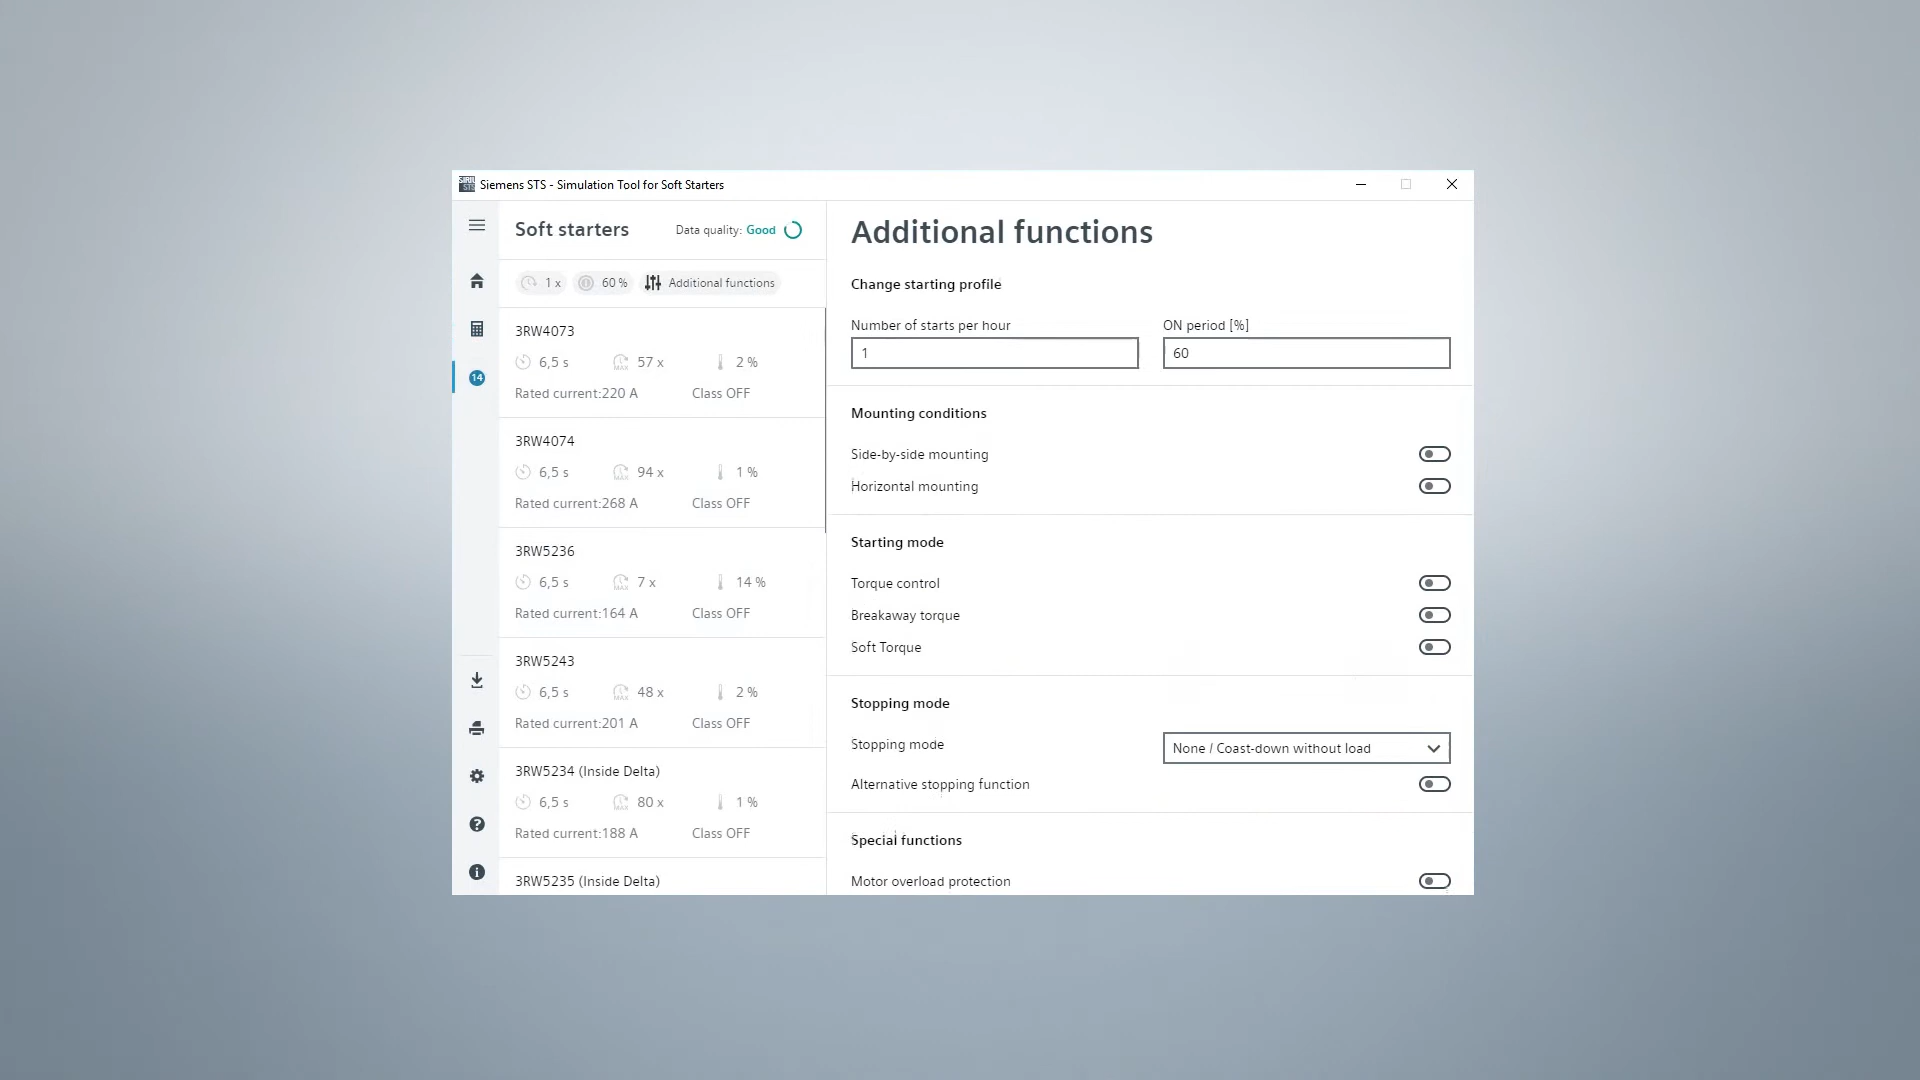 Siemens STS - Simulation Tool for Soft Starters
Soft starters
Data quality: Good
1 x
60 %
Additional functions
14
3RW4073
6,5 s
MAX
57 x
2 %
Rated current:220 A
Class OFF
3RW4074
6,5 s
MAX
94 x
1 %
Rated current:268 A
Class OFF
3RW5236
6,5 s
MAX
7 x
14 %
Rated current:164 A
Class OFF
3RW5243
6,5 s
MAX
48 x
2 %
Rated current:201 A
Class OFF
3RW5234 (Inside Delta)
6,5 s
MAX
80 x
1 %
Rated current:188 A
Class OFF
3RW5235 (Inside Delta)
Additional functions
Change starting profile
Number of starts per hour
1
ON period [%]
60
Mounting conditions
Side-by-side mounting
Horizontal mounting
Starting mode
Torque control
Breakaway torque
Soft Torque
Stopping mode
Stopping mode
None / Coast-down without load
Alternative stopping function
Special functions
Motor overload protection